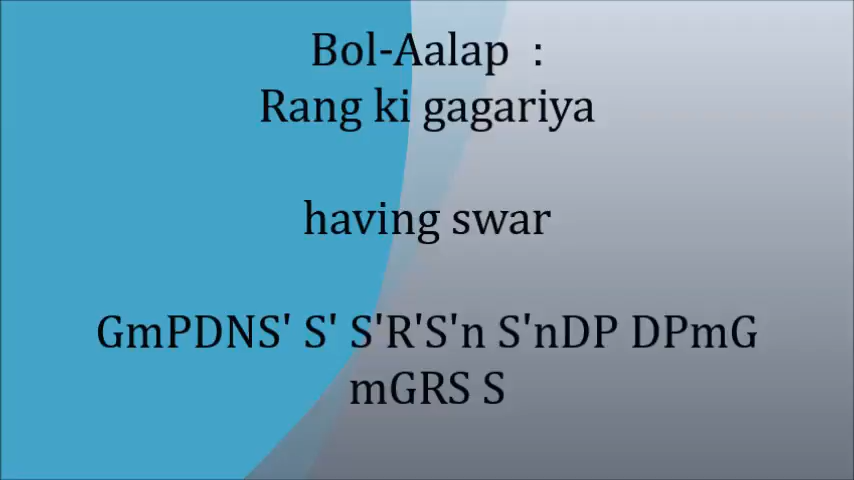 Bol-Aalap :
Rang ki gagariya
having swar
GmPDNS' S' S'R'S'n S'nDP DPmG
mGRS S